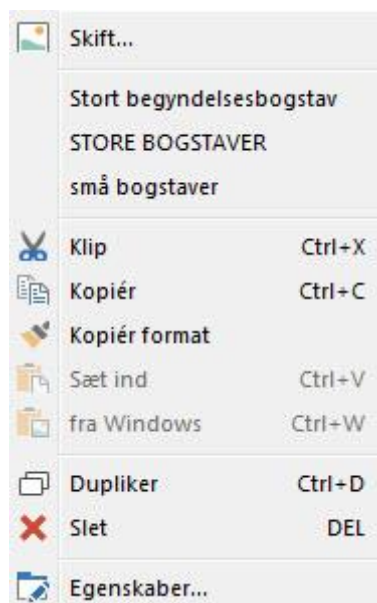 Skift...
Stort begyndelsesbogstav
STORE BOGSTAVER
små bogstaver
Klip Ctrl+X
Kopiér Ctrl+C
Kopiér format
Sæt ind Ctrl+V
fra Windows Ctrl+W
Dupliker Ctrl+D
Slet DEL
Egenskaber...